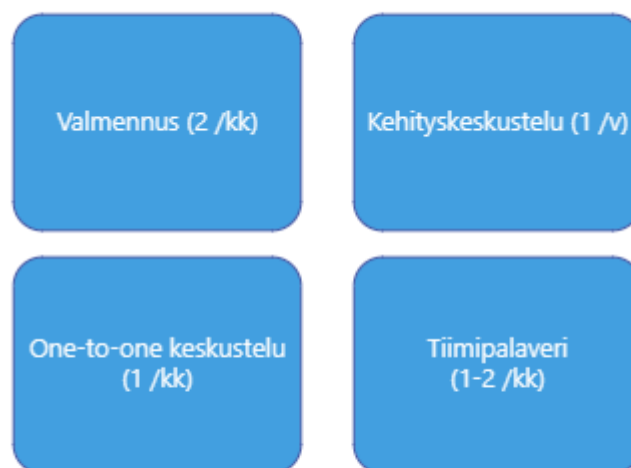 Valmennus (2 /kk)
Kehityskeskustelu (1 /v)
One-to-one keskustelu
(1 /kk)
Tiimipalaveri
(1-2 /kk)